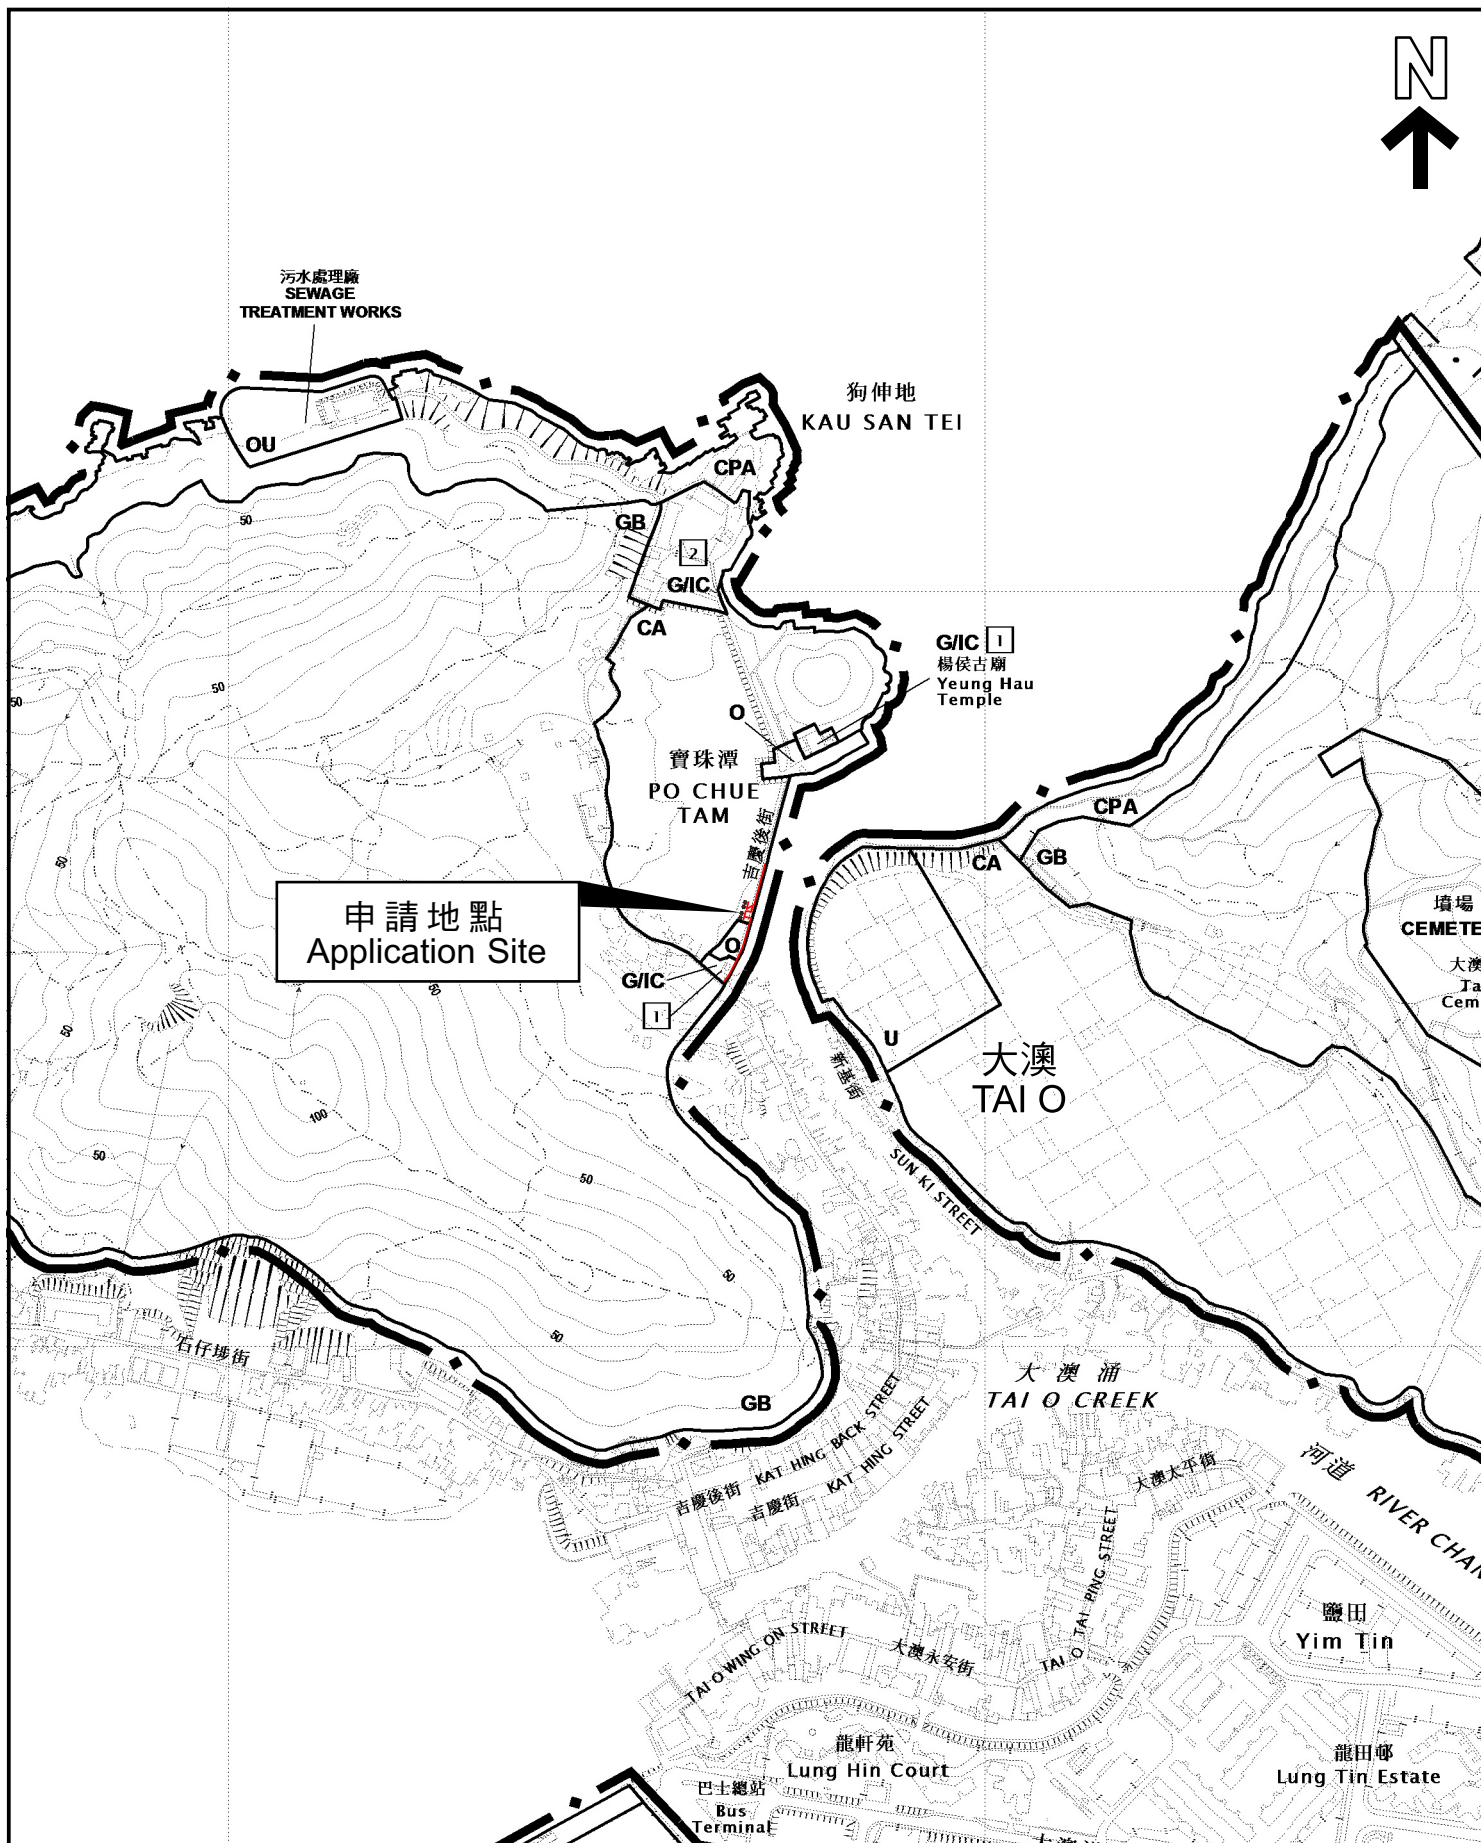 N
污水處理廠
SEWAGE
TREATMENT WORKS
狗伸地
KAU SAN TEI
OU
CPA
50
GB
2
G/IC
CA
G/IC 1
楊侯古廟
Yeung Hau
Temple
50
50
O
寶珠潭
PO CHUE
TAM
吉慶後街
CPA
50
CA
GB
申請地點
Application Site
墳場
CEMETE
大澳
Ta
Cem
O
G/IC
1
50
50
U
新基街
大澳
TAI O
100
50
50
SUN KI STREET
50
50
石仔埗街
大澳涌
TAI O CREEK
GB
吉慶後街 KAT HING BACK STREET
吉慶街 KAT HING STREET
大澳太平街
TAI O TAI PING STREET
河道 RIVER CHAN
鹽田
Yim Tin
TAI O WING ON STREET
大澳永安街
龍軒苑
Lung Hin Court
龍田邨
Lung Tin Estate
巴士總站
Bus
Terminal